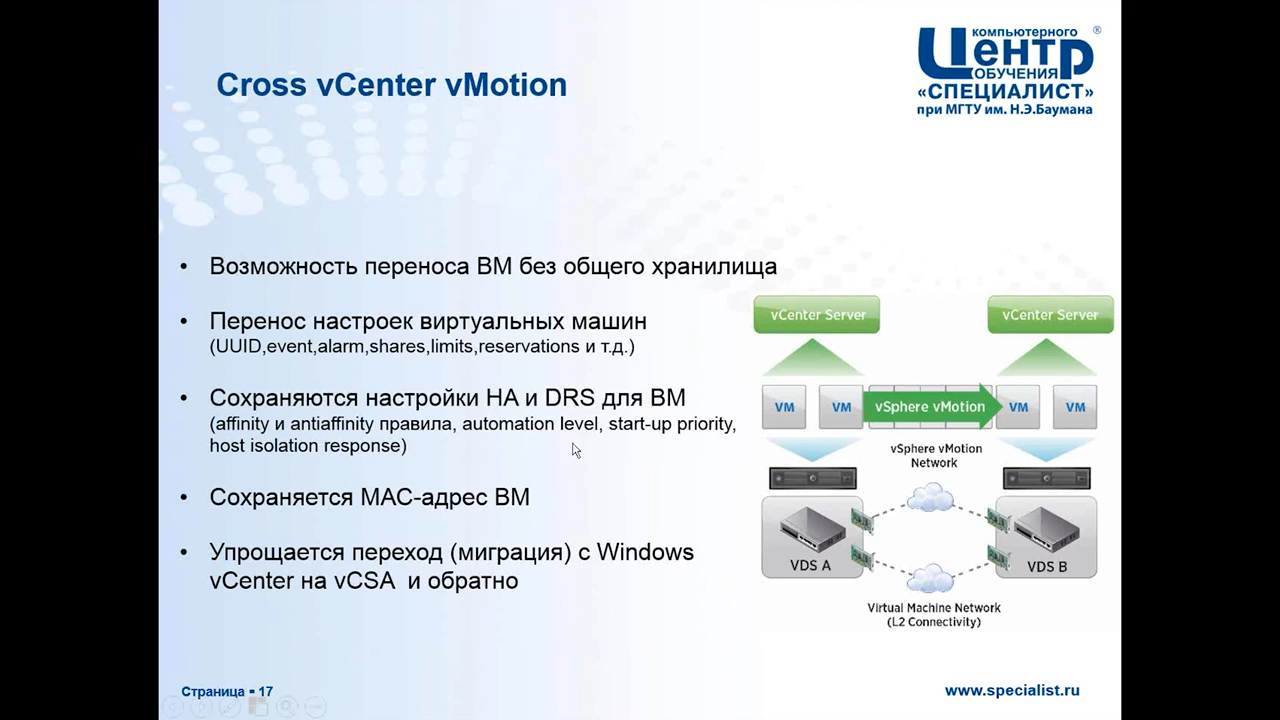 Cross vCenter vMotion
компьютерного
Центр®
ОБУЧЕНИЯ
«СПЕЦИАЛИСТ»
при МГТУ им. Н.Э.Баумана
• Возможность переноса ВМ без общего хранилища
• Перенос настроек виртуальных машин
(UUID,event,alarm,shares,limits,reservations и т.д.)
• Сохраняются настройки HA и DRS для ВМ
(affinity и antiaffinity правила, automation level, start-up priority,
host isolation response)
• Сохраняется MAC-адрес ВМ
• Упрощается переход (миграция) с Windows
vCenter на vCSA и обратно
vCenter Server
vCenter Server
VM
VM
vSphere vMotion
VM
VM
vSphere vMotion
Network
VDS A
VDS B
Virtual Machine Network
(L2 Connectivity)
Страница ▪ 17
www.specialist.ru